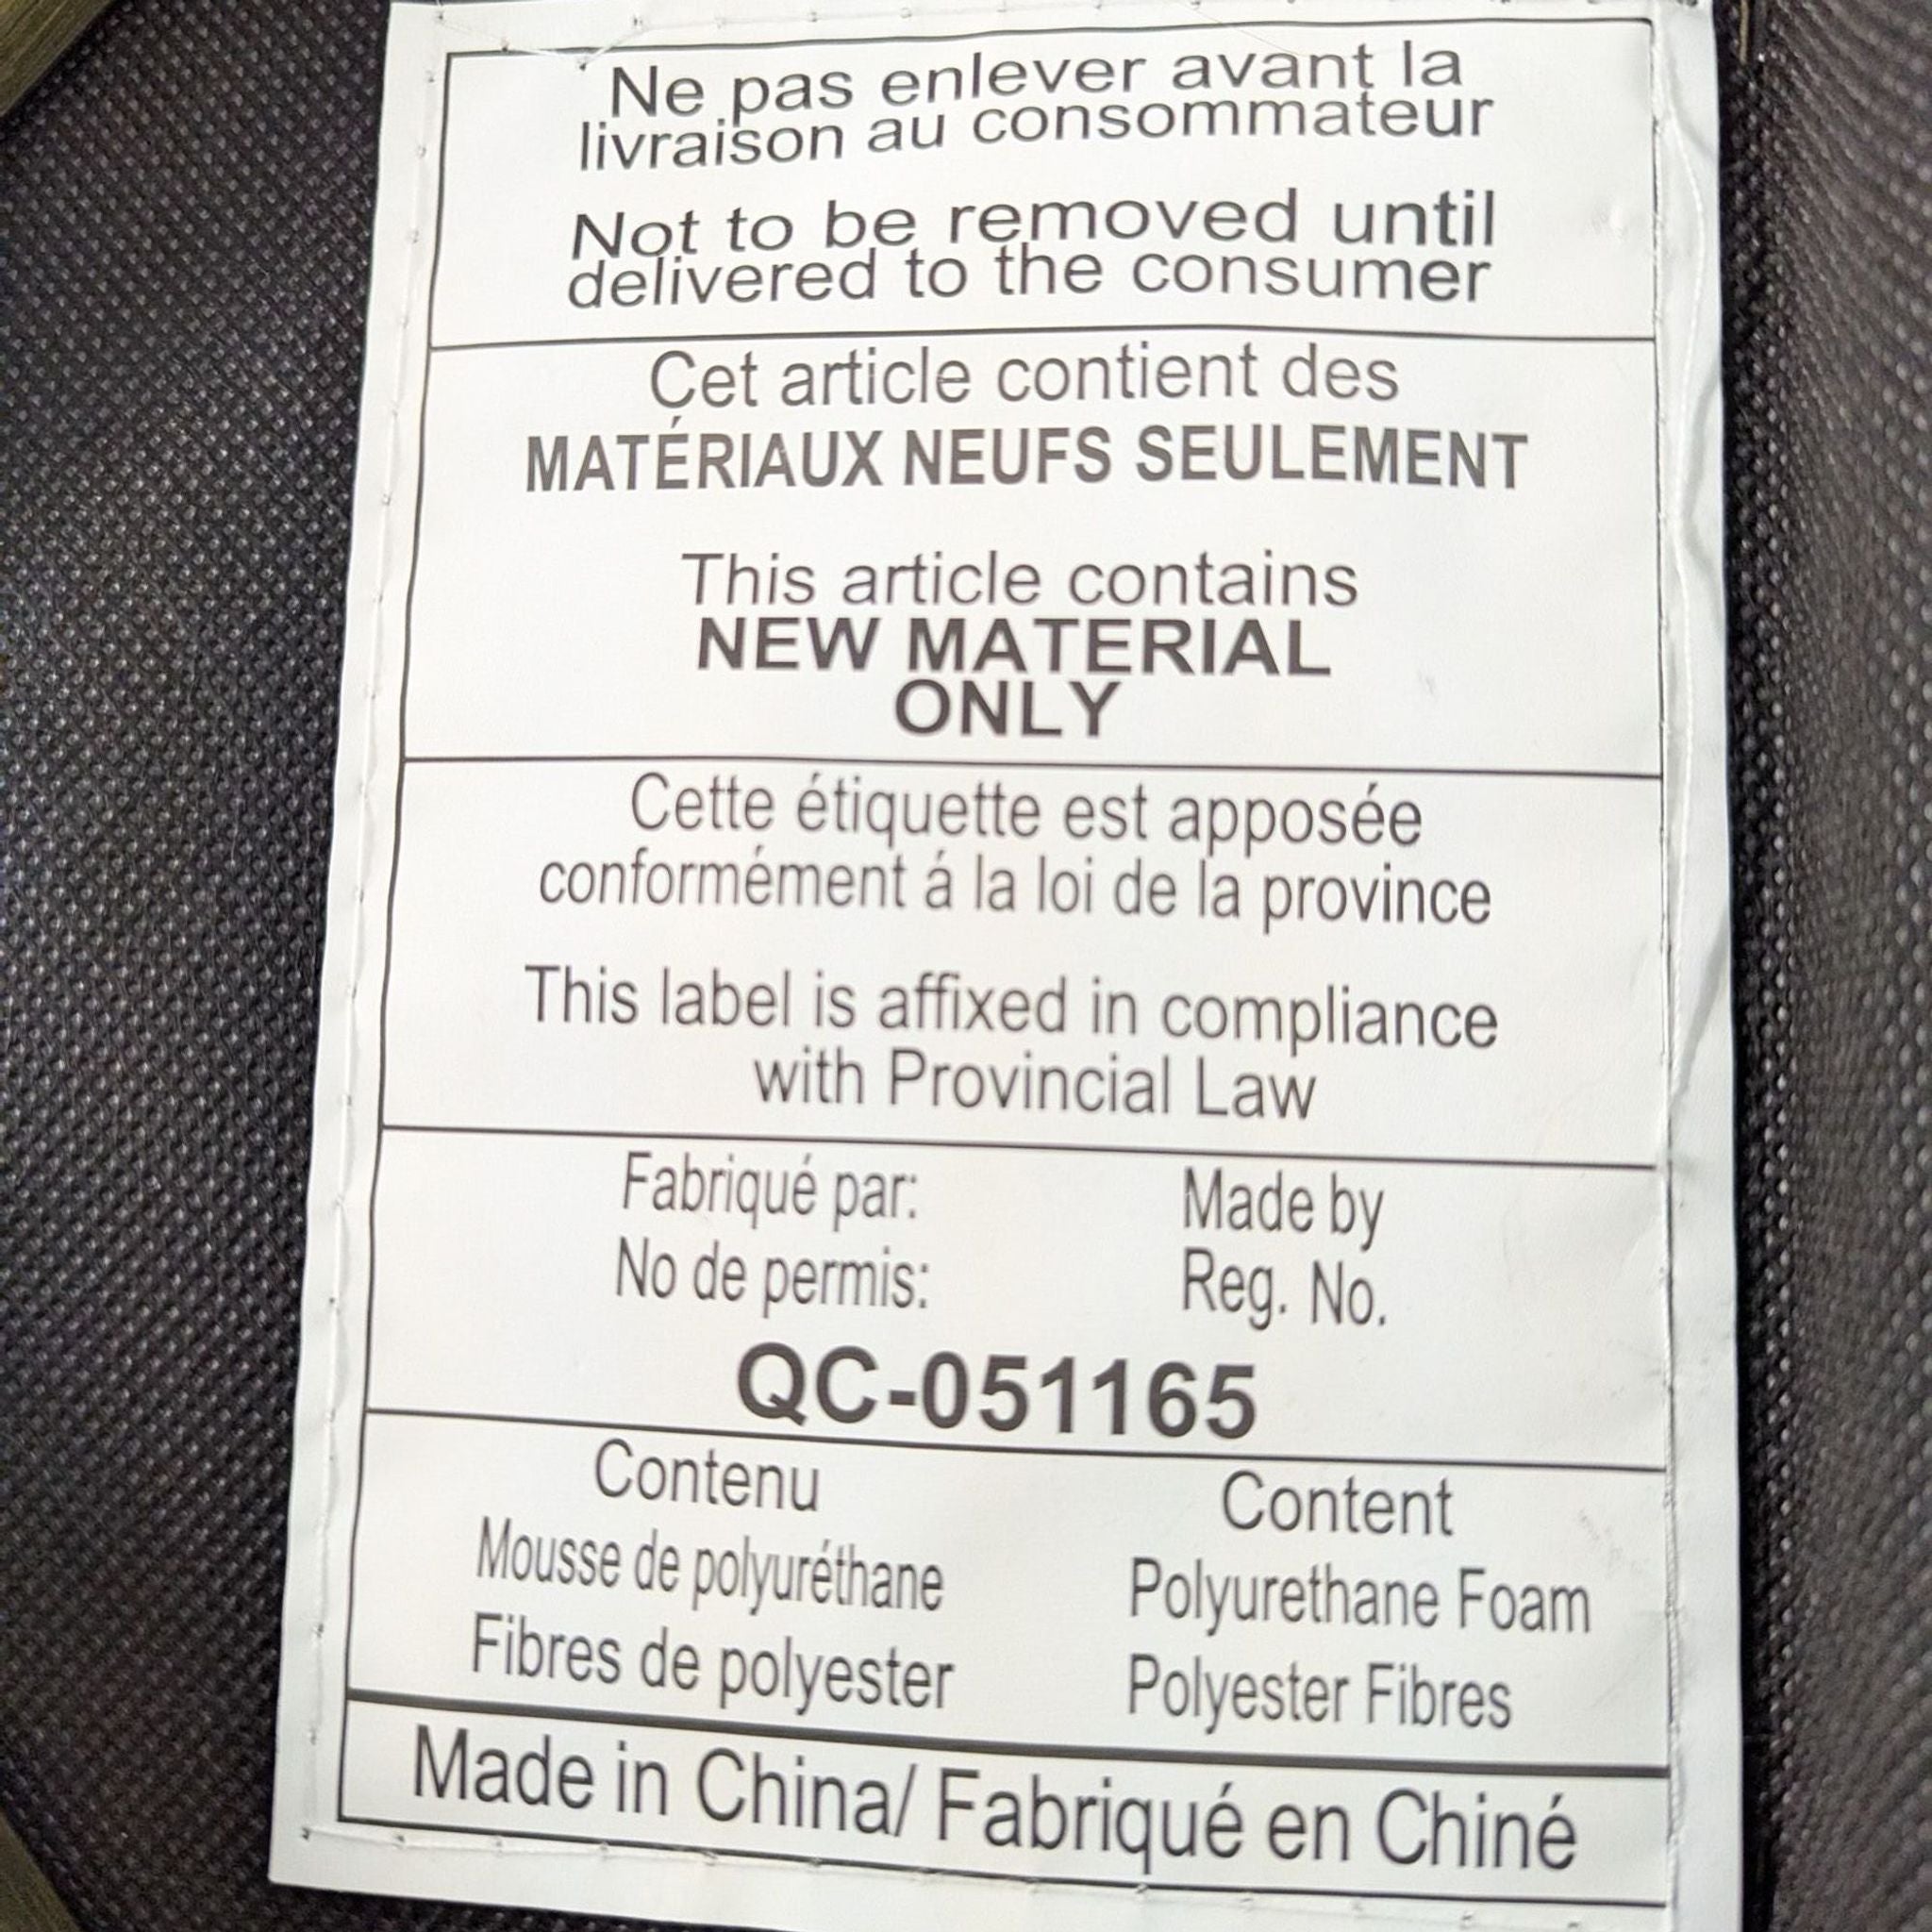 Ne pas enlever avant la
livraison au consommateur
Not to be removed until
delivered to the consumer
Cet article contient des
MATÉRIAUX NEUFS SEULEMENT
This article contains
NEW MATERIAL
ONLY
Cette étiquette est apposée
conformément á la loi de la province
This label is affixed in compliance
with Provincial Law
Fabriqué par: Made by
No de permis: Reg. No.
QC-051165
Contenu Content
Mousse de polyuréthane Polyurethane Foam
Fibres de polyester Polyester Fibres
Made in China/ Fabriqué en Chiné